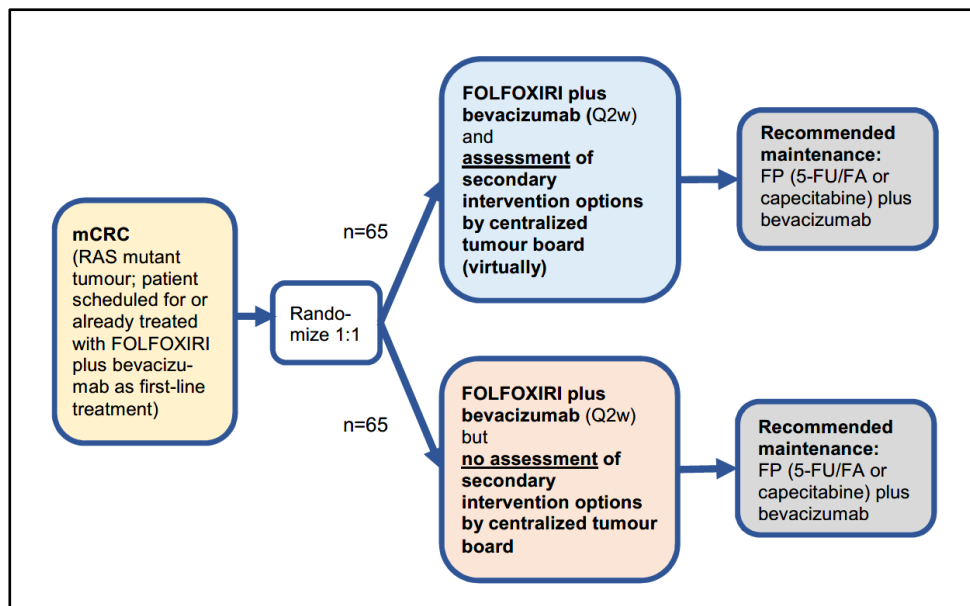 mCRC
(RAS mutant
tumour; patient
scheduled for or
already treated
with FOLFOXIRI
plus bevacizu-
mab as first-line
treatment)
Rando-
mize 1:1
n=65
FOLFOXIRI plus
bevacizumab (Q2w)
and
assessment of
secondary
intervention options
by centralized
tumour board
(virtually)
Recommended
maintenance:
FP (5-FU/FA or
capecitabine) plus
bevacizumab
n=65
FOLFOXIRI plus
bevacizumab (Q2w)
but
no assessment of
secondary
intervention options
by centralized tumour
board
Recommended
maintenance:
FP (5-FU/FA or
capecitabine) plus
bevacizumab